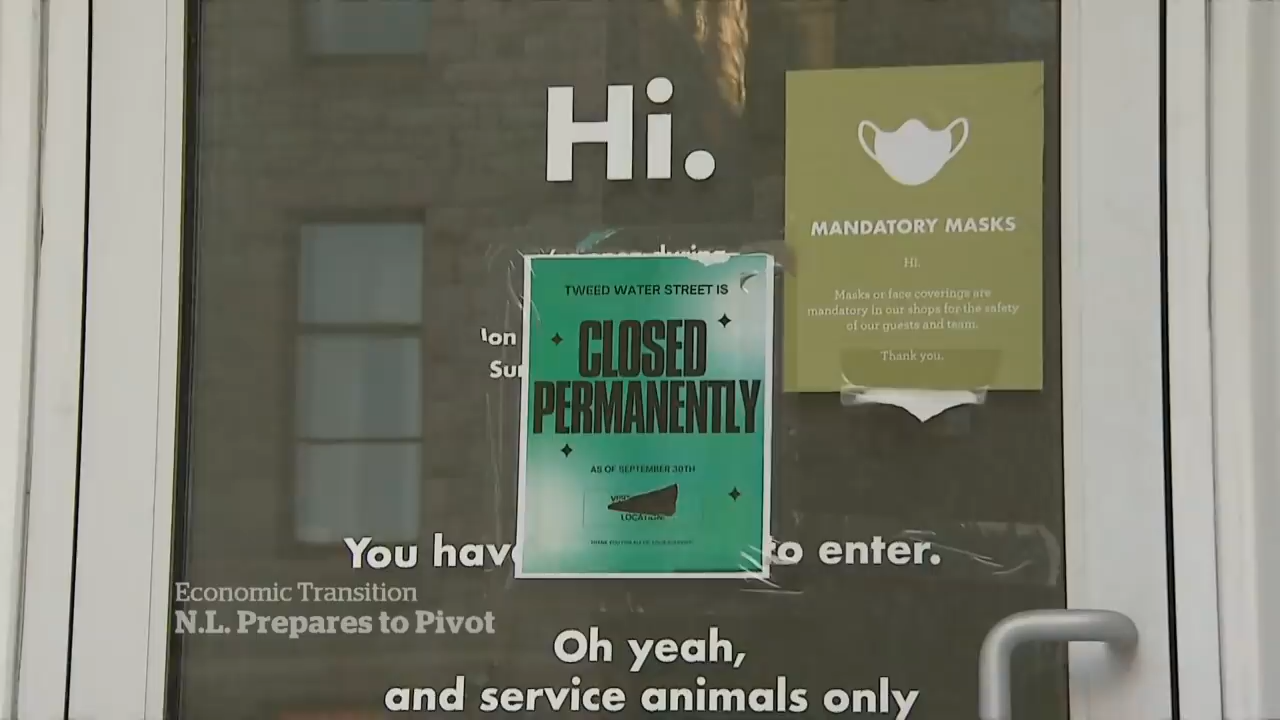 Hi.
MANDATORY MASKS
HI.
Masks or face coverings are
mandatory in our shops for the safety
of our guests and team.
Thank you.
TWEED WATER STREET IS
CLOSED
PERMANENTLY
AS OF SEPTEMBER 30TH
LOCATION
You have to enter.
Oh yeah,
and service animals only
Economic Transition
N.L. Prepares to Pivot